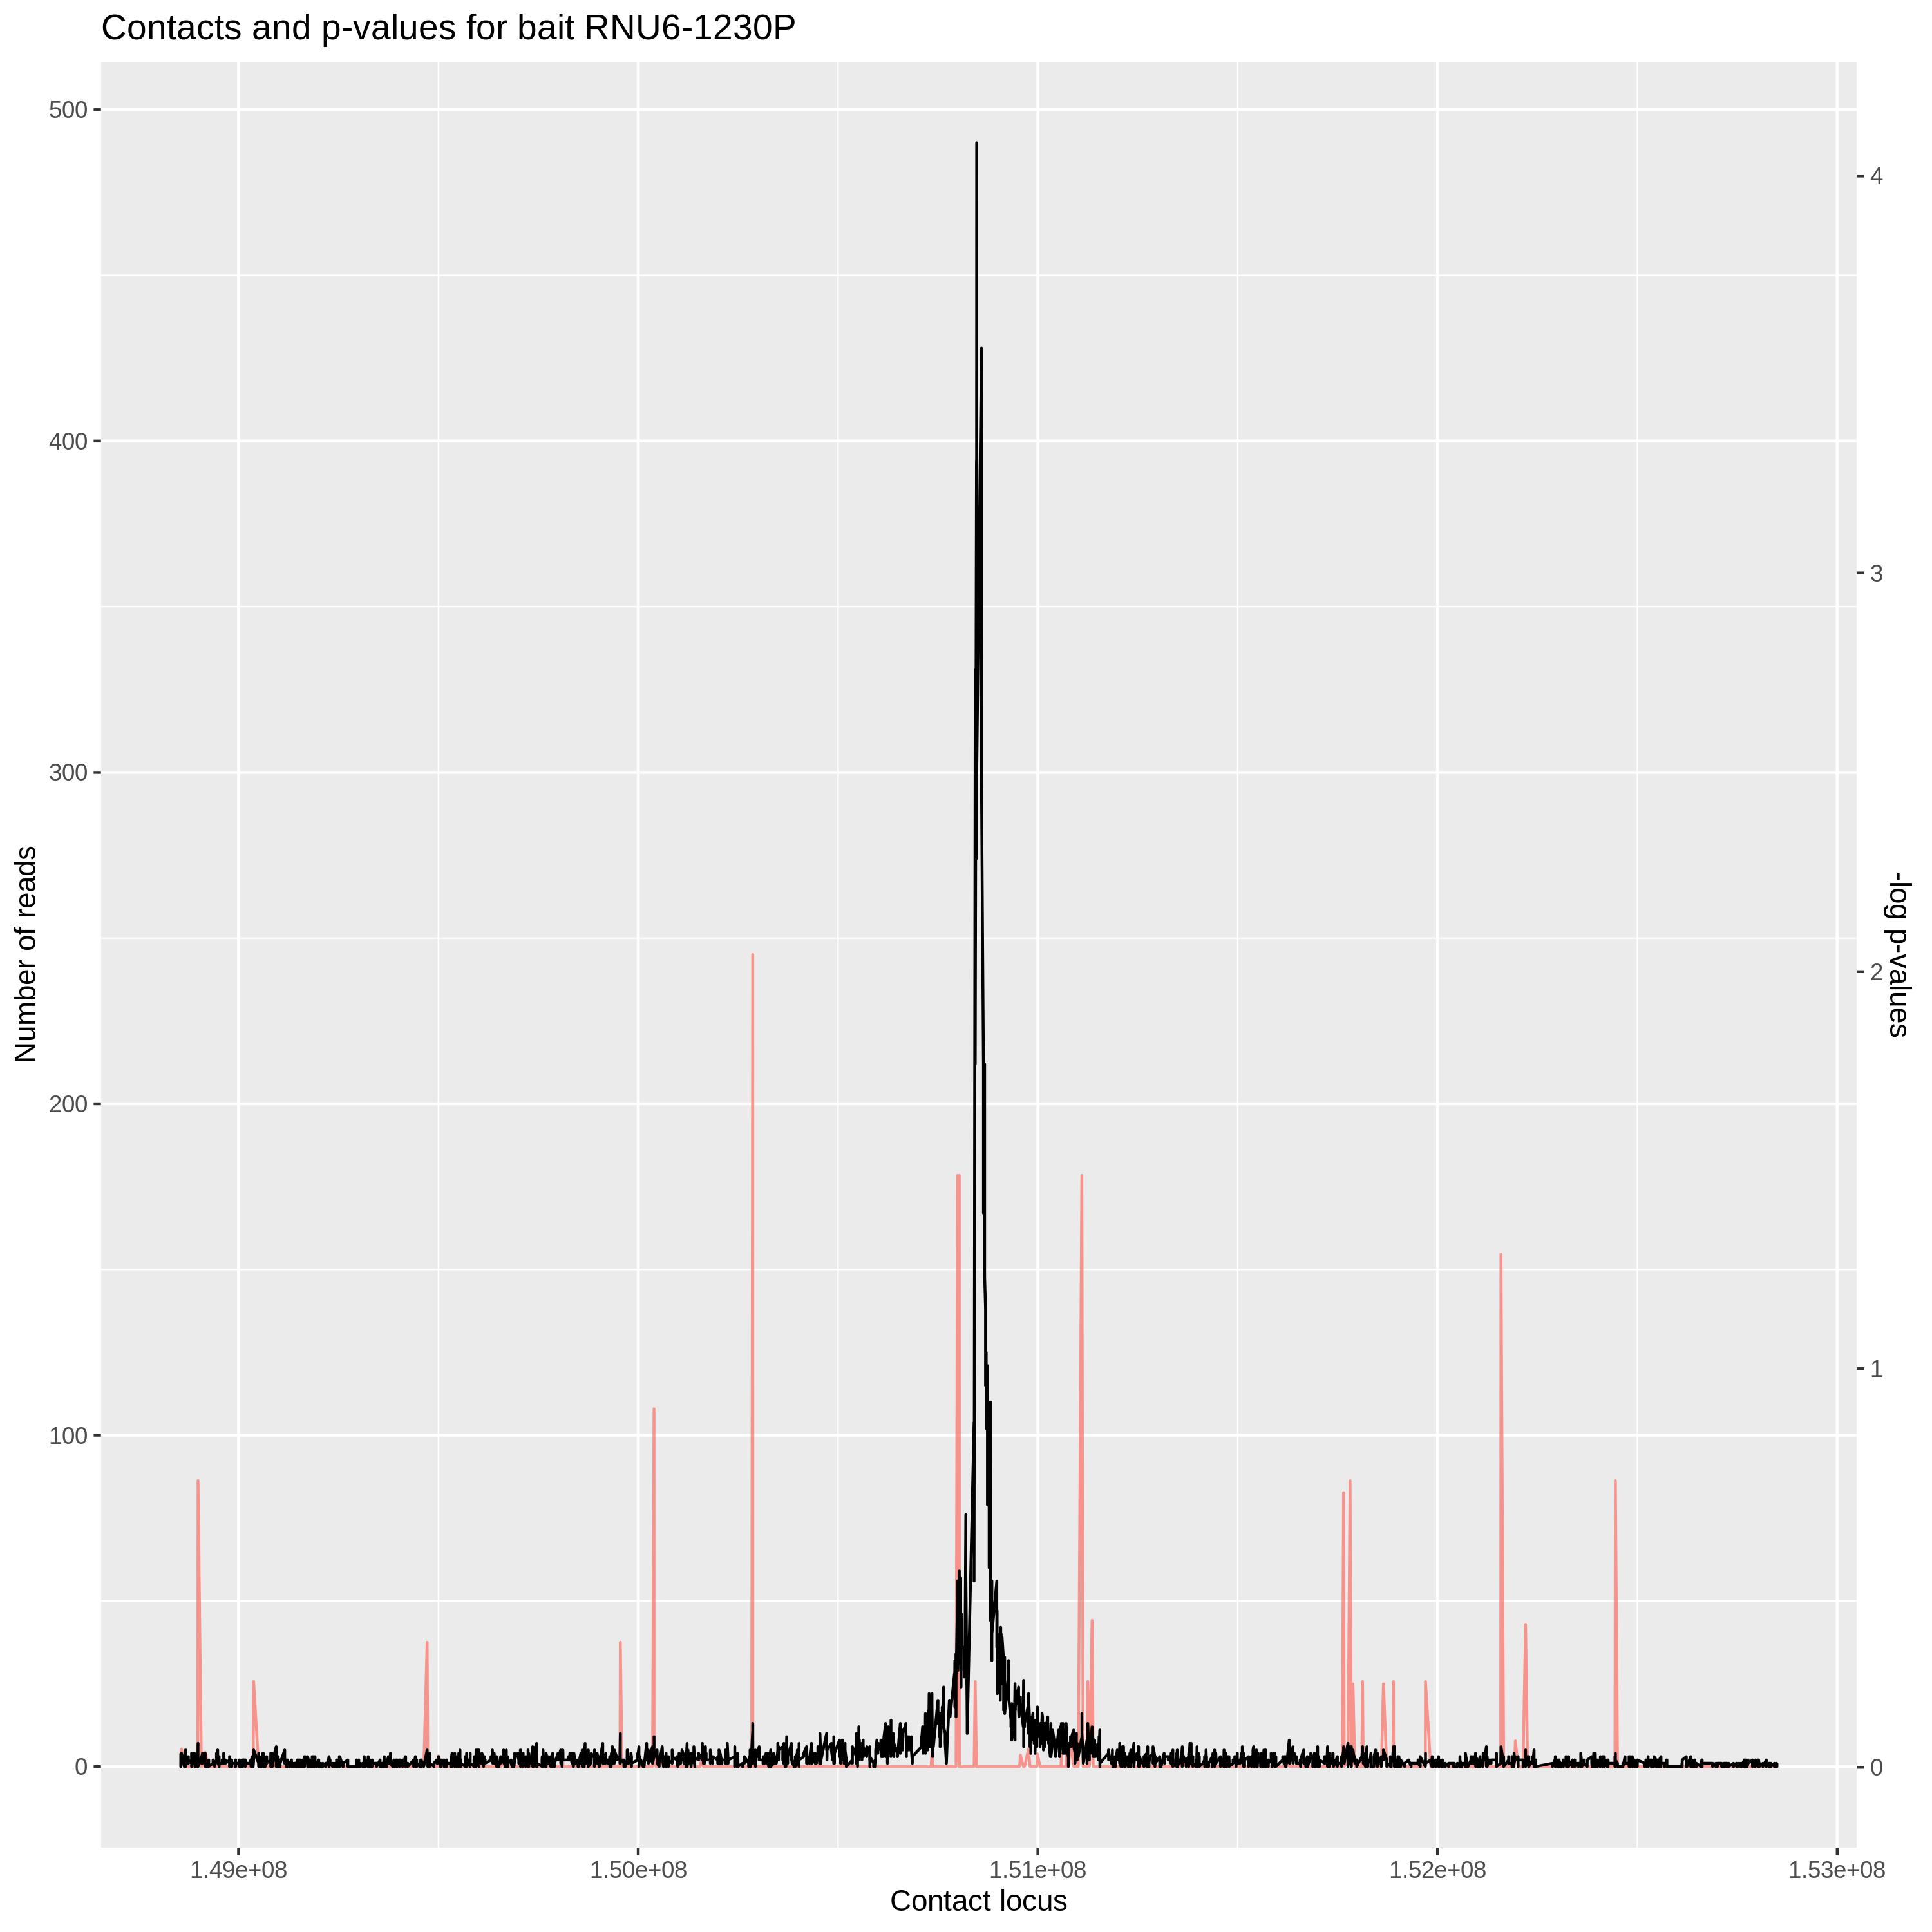 Contacts and p-values for bait RNU6-1230P
500
400
300
200
100
0
Number of reads
4
3
2
1
0
-log p-values
1.49e+08
1.50e+08
1.51e+08
1.52e+08
1.53e+08
Contact locus